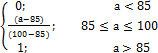 0; a < 85
(a−85)/(100−85); 85 ≤ a ≤ 100
1; a > 85